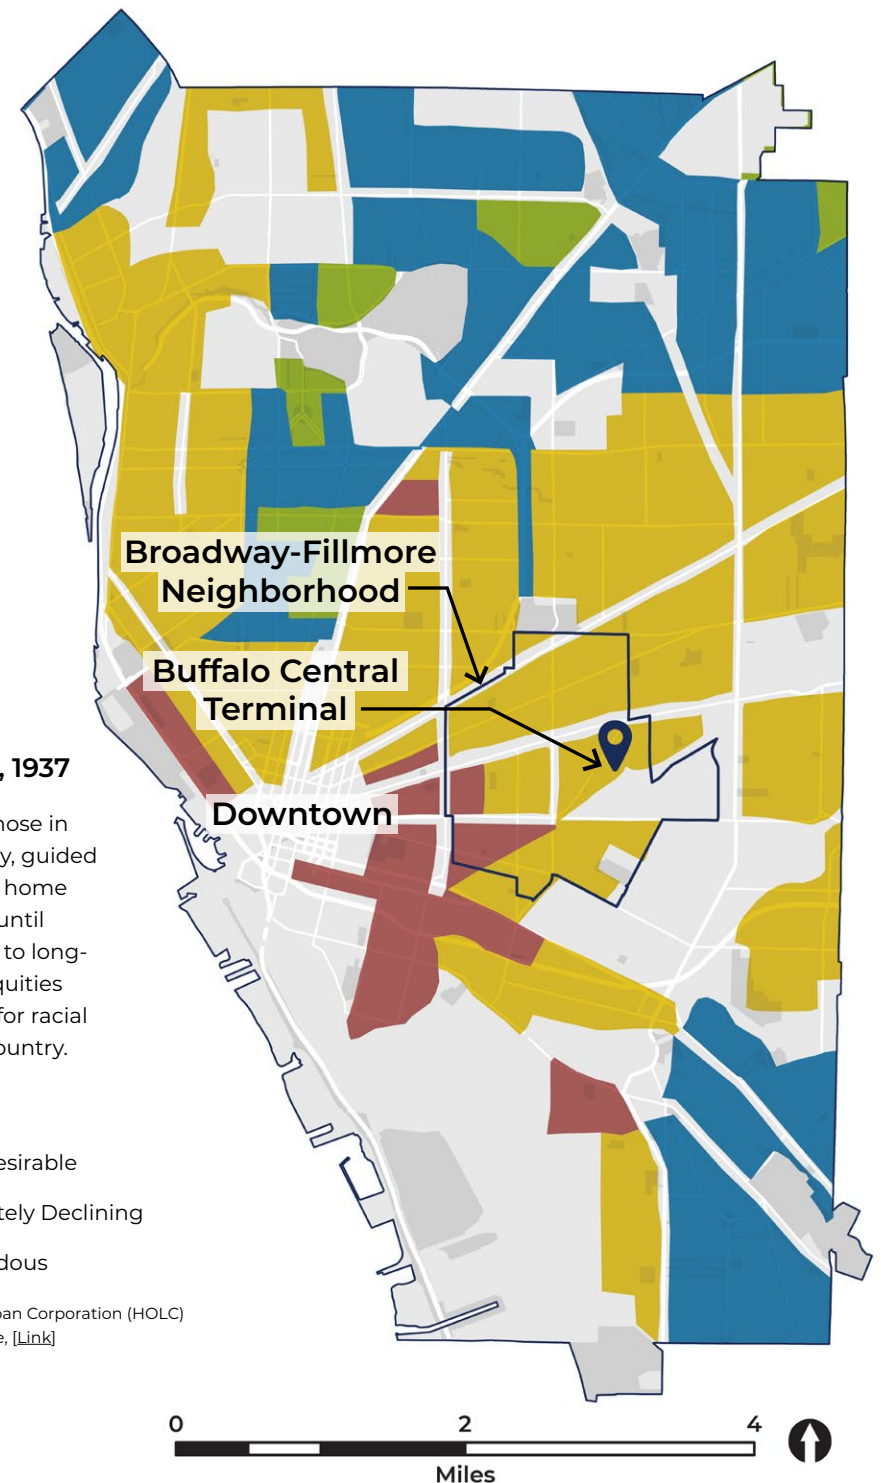 Broadway-Fillmore
Neighborhood
Buffalo Central
Terminal
Downtown
, 1937
hose in
y, guided
home
until
to long-
quities
for racial
ountry.
esirable
tely Declining
dous
oan Corporation (HOLC)
e, [Link]
0 2 4
Miles